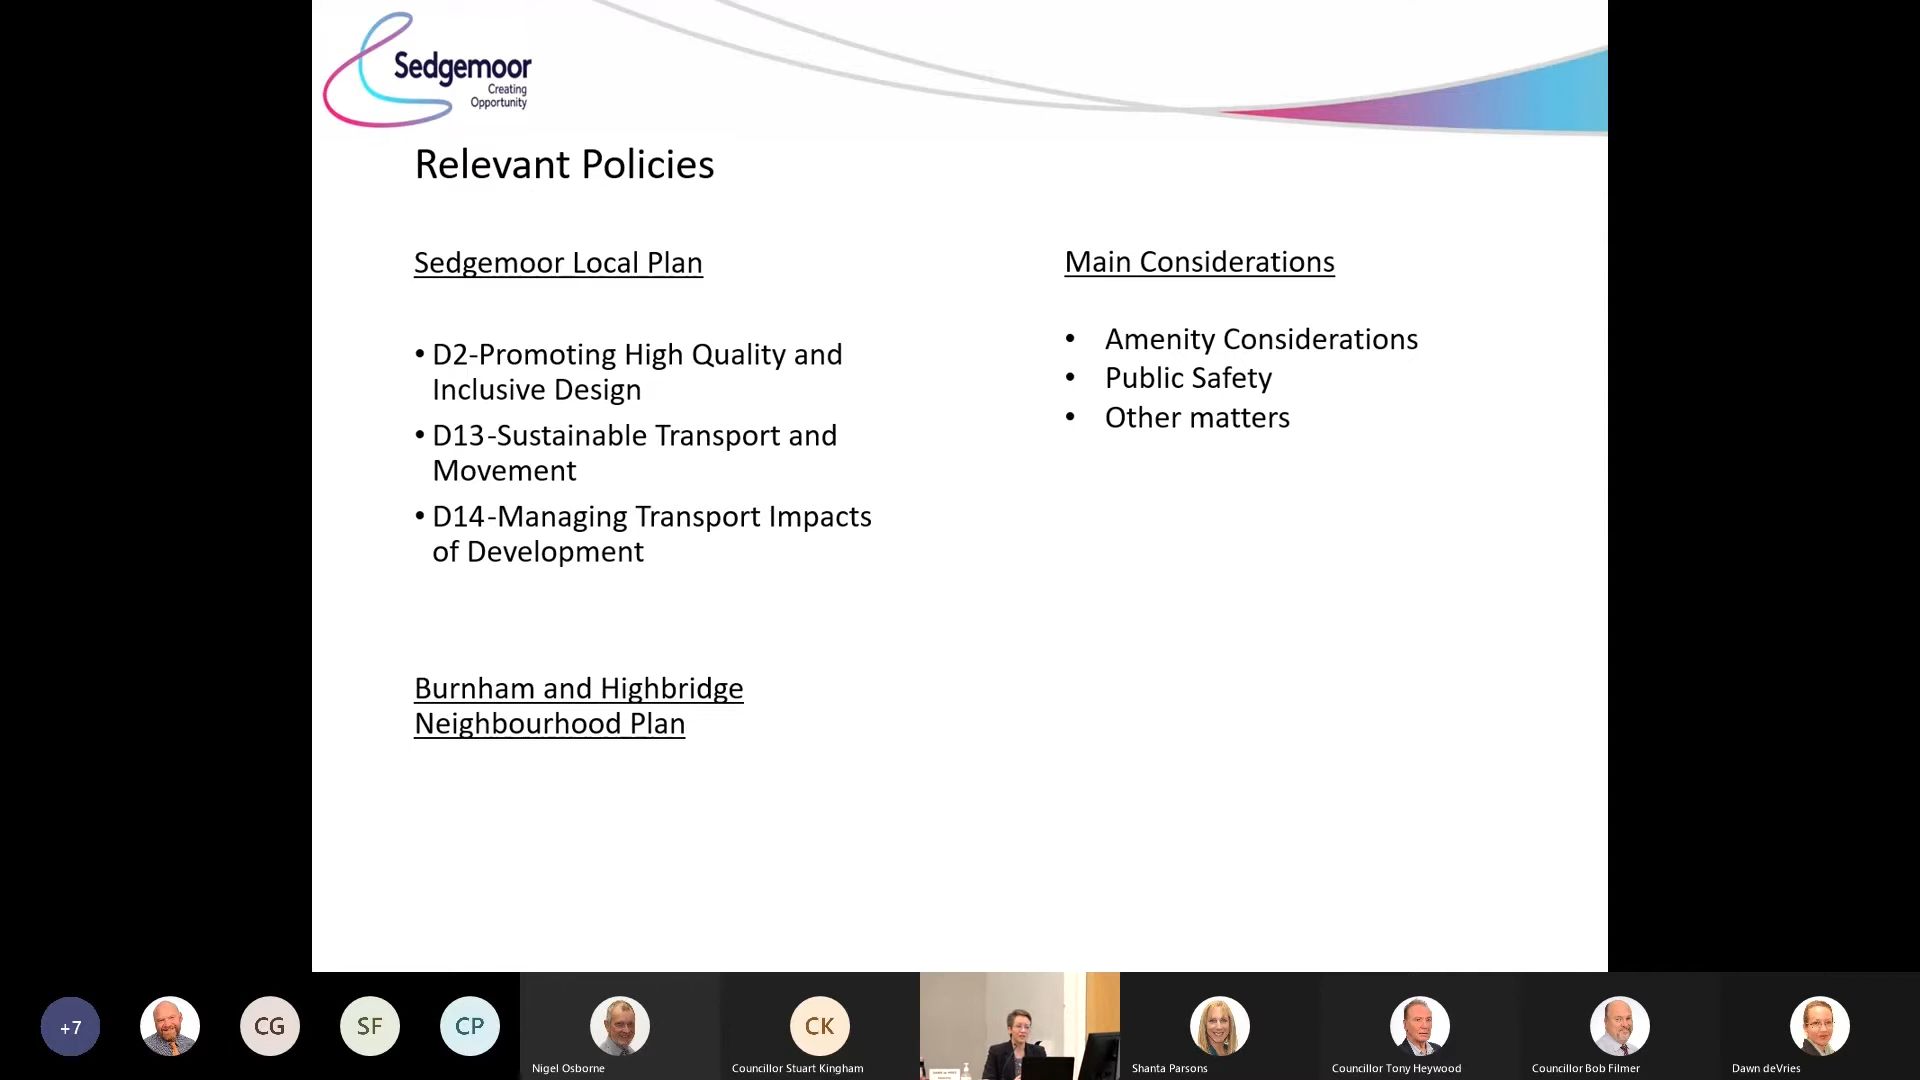 Sedgemoor
Creating
Opportunity
Relevant Policies
Sedgemoor Local Plan
• D2-Promoting High Quality and
Inclusive Design
• D13-Sustainable Transport and
Movement
• D14-Managing Transport Impacts
of Development
Burnham and Highbridge
Neighbourhood Plan
Main Considerations
• Amenity Considerations
• Public Safety
• Other matters
+7
CG
SF
CP
Nigel Osborne
CK
Councillor Stuart Kingham
Shanta Parsons
Councillor Tony Heywood
Councillor Bob Filmer
Dawn deVries